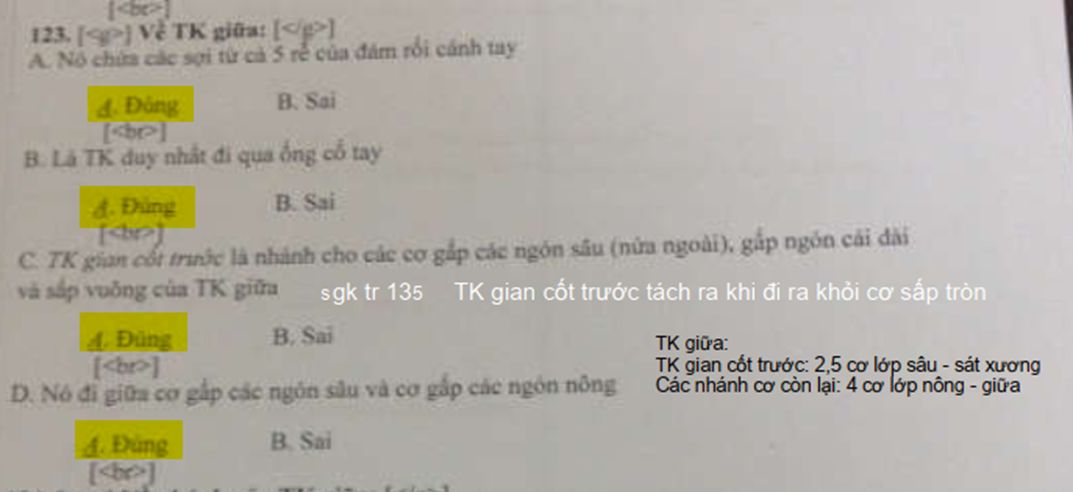 [<br>]
123. [<g>] Về TK giữa: [</g>]
A. Nó chứa các sợi từ cả 5 rễ của đám rối cánh tay
A. Đúng B. Sai
[<br>]
B. Là TK duy nhất đi qua ống cổ tay
A. Đúng B. Sai
[<br>]
C. TK gian cốt trước là nhánh cho các cơ gấp các ngón sâu (nửa ngoài), gấp ngón cái dài
và sấp vuông của TK giữa sgk tr 135 TK gian cốt trước tách ra khi đi ra khỏi cơ sấp tròn
A. Đúng B. Sai
TK giữa:
[<br>] TK gian cốt trước: 2,5 cơ lớp sâu - sát xương
D. Nó đi giữa cơ gấp các ngón sâu và cơ gấp các ngón nông Các nhánh cơ còn lại: 4 cơ lớp nông - giữa
A. Đúng B. Sai
[<br>]